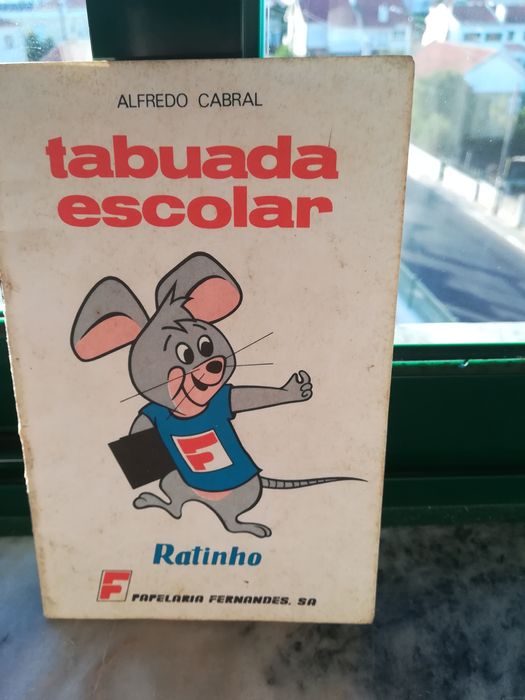 ALFREDO CABRAL
tabuada
escolar
F
Ratinho
F PAPELARIA FERNANDES, SA